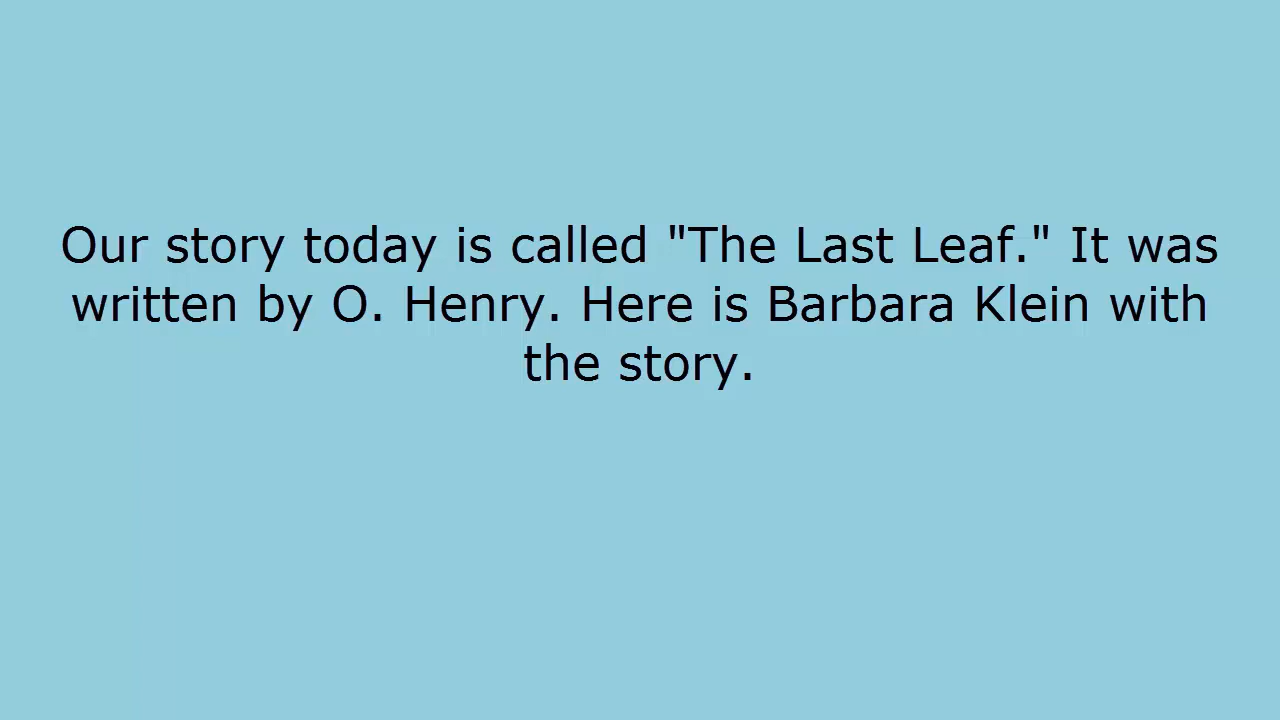 Our story today is called "The Last Leaf." It was
written by O. Henry. Here is Barbara Klein with
the story.